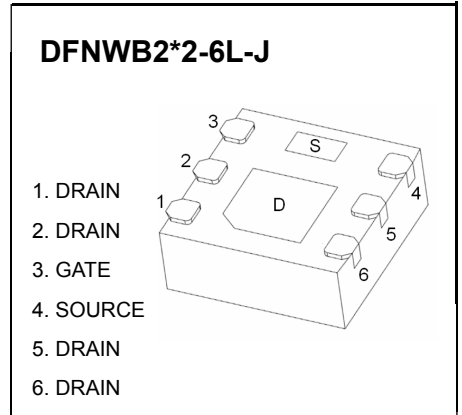 DFNWB2*2-6L-J
3
S
2
4
1. DRAIN
1
D
2. DRAIN
5
3. GATE
6
4. SOURCE
5. DRAIN
6. DRAIN